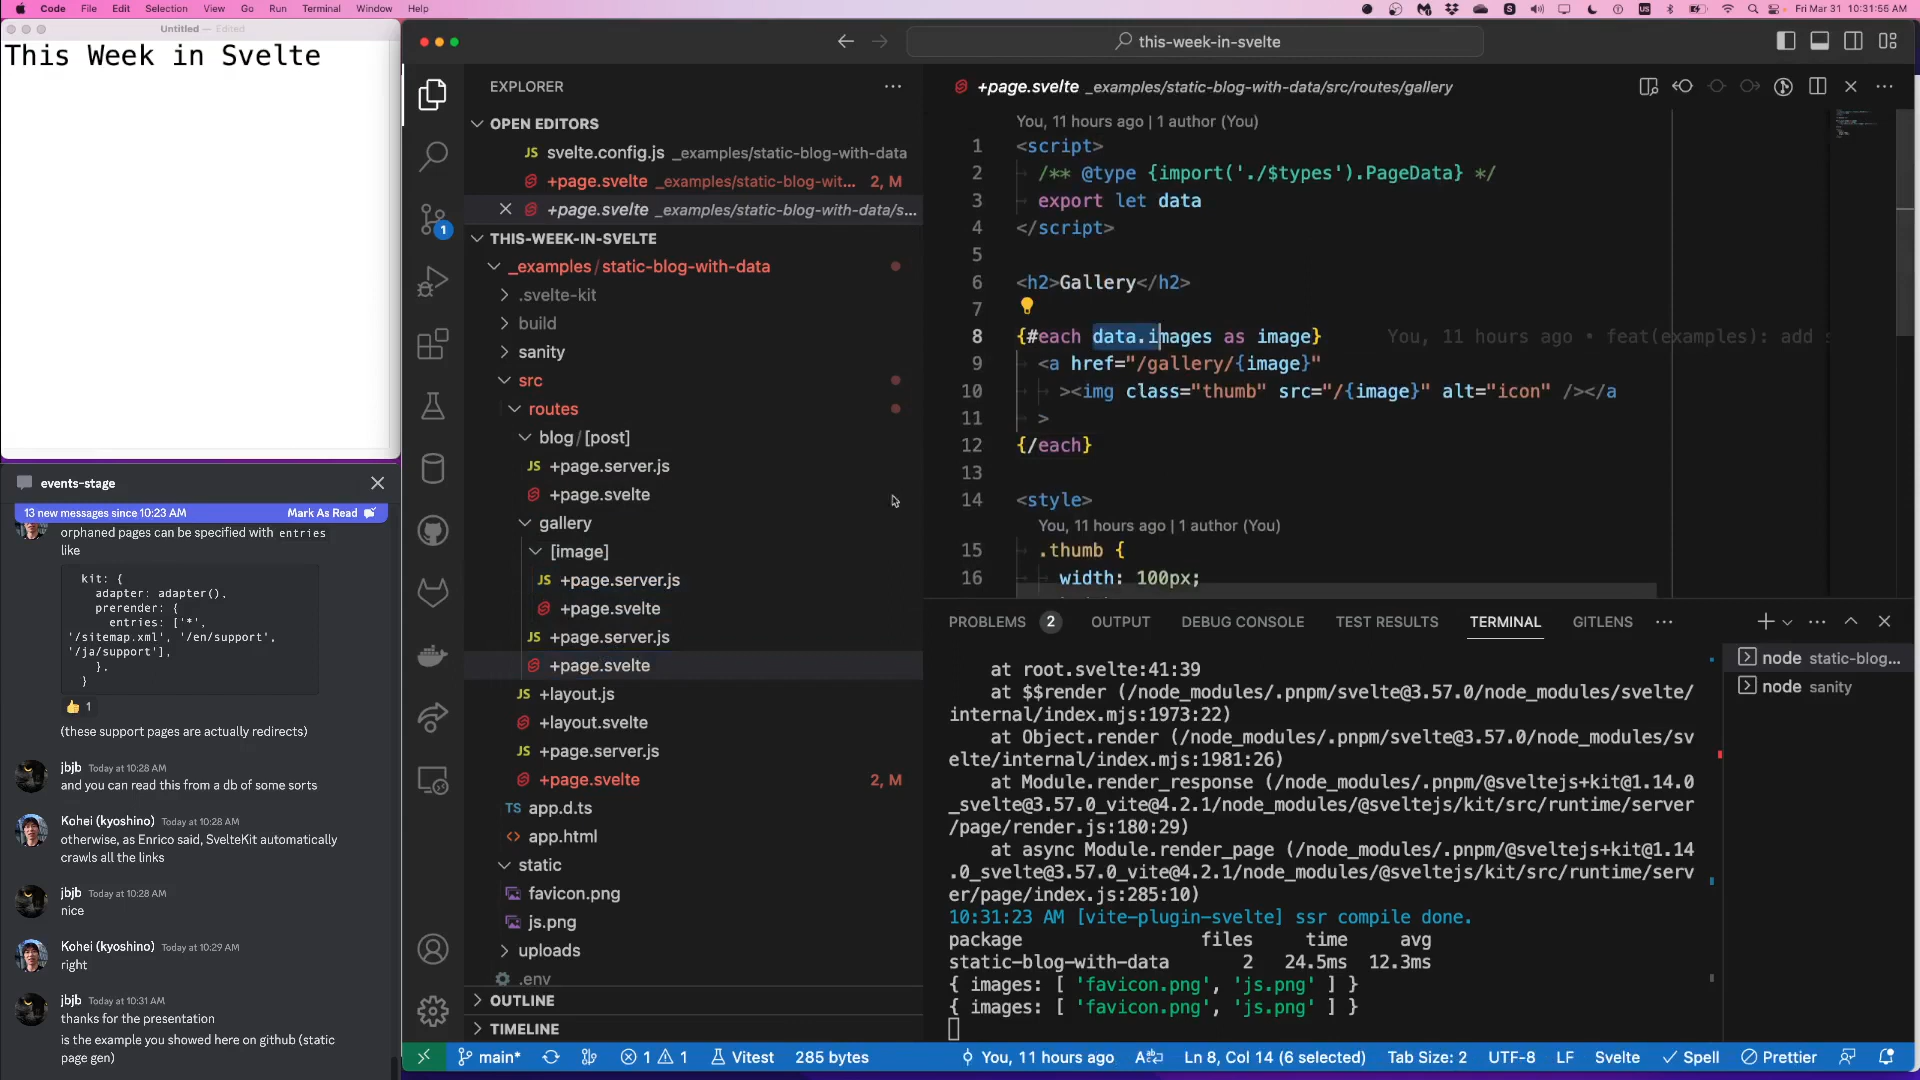 Code File Edit Selection View Go Run Terminal Window Help
Fri Mar 31 10:31:56 AM
Untitled — Edited
This Week in Svelte
this-week-in-svelte
EXPLORER
OPEN EDITORS
JS svelte.config.js _examples/static-blog-with-data
+page.svelte _examples/static-blog-wit... 2, M
+page.svelte _examples/static-blog-with-data/s...
THIS-WEEK-IN-SVELTE
_examples / static-blog-with-data
.svelte-kit
build
sanity
src
routes
blog / [post]
JS +page.server.js
+page.svelte
gallery
[image]
JS +page.server.js
+page.svelte
JS +page.server.js
+page.svelte
JS +layout.js
+layout.svelte
JS +page.server.js
+page.svelte 2, M
TS app.d.ts
<> app.html
static
favicon.png
js.png
uploads
.env
OUTLINE
TIMELINE
1
+page.svelte _examples/static-blog-with-data/src/routes/gallery
You, 11 hours ago | 1 author (You)
1 <script>
2 /** @type {import('./$types').PageData} */
3 export let data
4 </script>
5
6 <h2>Gallery</h2>
7
8 {#each data.images as image} You, 11 hours ago • feat(examples): add s
9 <a href="/gallery/{image}"
10 ><img class="thumb" src="/{image}" alt="icon" /></a
11 >
12 {/each}
13
14 <style>
You, 11 hours ago | 1 author (You)
15 .thumb {
16 width: 100px;
PROBLEMS 2 OUTPUT DEBUG CONSOLE TEST RESULTS TERMINAL GITLENS
at root.svelte:41:39
at $$render (/node_modules/.pnpm/svelte@3.57.0/node_modules/svelte/
internal/index.mjs:1973:22)
at Object.render (/node_modules/.pnpm/svelte@3.57.0/node_modules/sv
elte/internal/index.mjs:1981:26)
at Module.render_response (/node_modules/.pnpm/@sveltejs+kit@1.14.0
_svelte@3.57.0_vite@4.2.1/node_modules/@sveltejs/kit/src/runtime/server
/page/render.js:180:29)
at async Module.render_page (/node_modules/.pnpm/@sveltejs+kit@1.14
.0_svelte@3.57.0_vite@4.2.1/node_modules/@sveltejs/kit/src/runtime/serv
er/page/index.js:285:10)
10:31:23 AM [vite-plugin-svelte] ssr compile done.
package files time avg
static-blog-with-data 2 24.5ms 12.3ms
{ images: [ 'favicon.png', 'js.png' ] }
{ images: [ 'favicon.png', 'js.png' ] }
node static-blog...
node sanity
events-stage
13 new messages since 10:23 AM Mark As Read
orphaned pages can be specified with entries
like
kit: {
adapter: adapter(),
prerender: {
entries: ['*',
'/sitemap.xml', '/en/support',
'/ja/support'],
},
}
👍 1
(these support pages are actually redirects)
jbjb Today at 10:28 AM
and you can read this from a db of some sorts
Kohei (kyoshino) Today at 10:28 AM
otherwise, as Enrico said, SvelteKit automatically
crawls all the links
jbjb Today at 10:28 AM
nice
Kohei (kyoshino) Today at 10:29 AM
right
jbjb Today at 10:31 AM
thanks for the presentation
is the example you showed here on github (static
page gen)
main* 1 1 Vitest 285 bytes You, 11 hours ago Ln 8, Col 14 (6 selected) Tab Size: 2 UTF-8 LF Svelte Spell Prettier